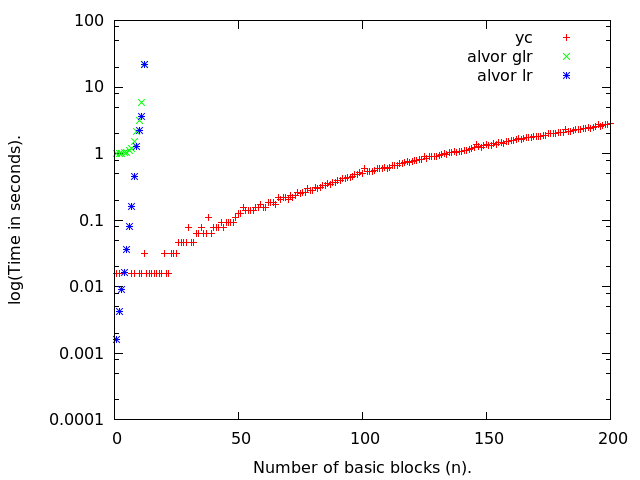 100
10
1
0.1
0.01
0.001
0.0001
log(Time in seconds).
yc
alvor glr
alvor lr
0 50 100 150 200
Number of basic blocks (n).